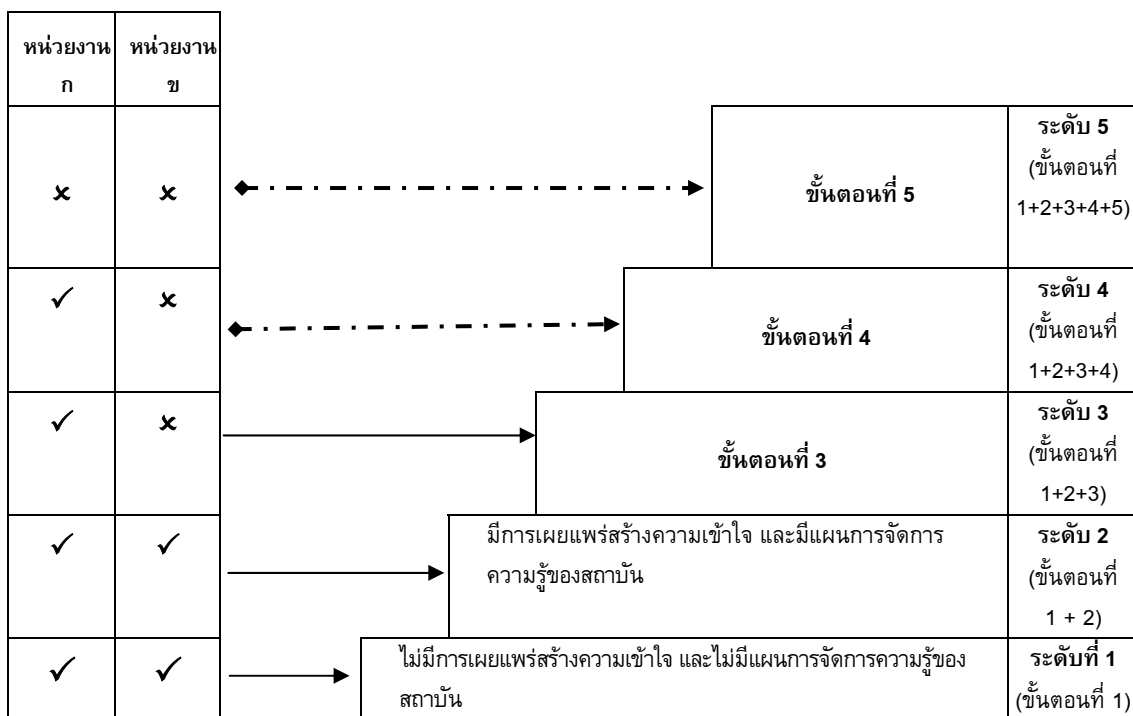 หน่วยงาน
ก
หน่วยงาน
ข
ขั้นตอนที่ 5
ระดับ 5
(ขั้นตอนที่
1+2+3+4+5)
ขั้นตอนที่ 4
ระดับ 4
(ขั้นตอนที่
1+2+3+4)
ขั้นตอนที่ 3
ระดับ 3
(ขั้นตอนที่
1+2+3)
มีการเผยแพร่สร้างความเข้าใจ และมีแผนการจัดการ
ความรู้ของสถาบัน
ระดับ 2
(ขั้นตอนที่
1 + 2)
ไม่มีการเผยแพร่สร้างความเข้าใจ และไม่มีแผนการจัดการความรู้ของ
สถาบัน
ระดับที่ 1
(ขั้นตอนที่ 1)